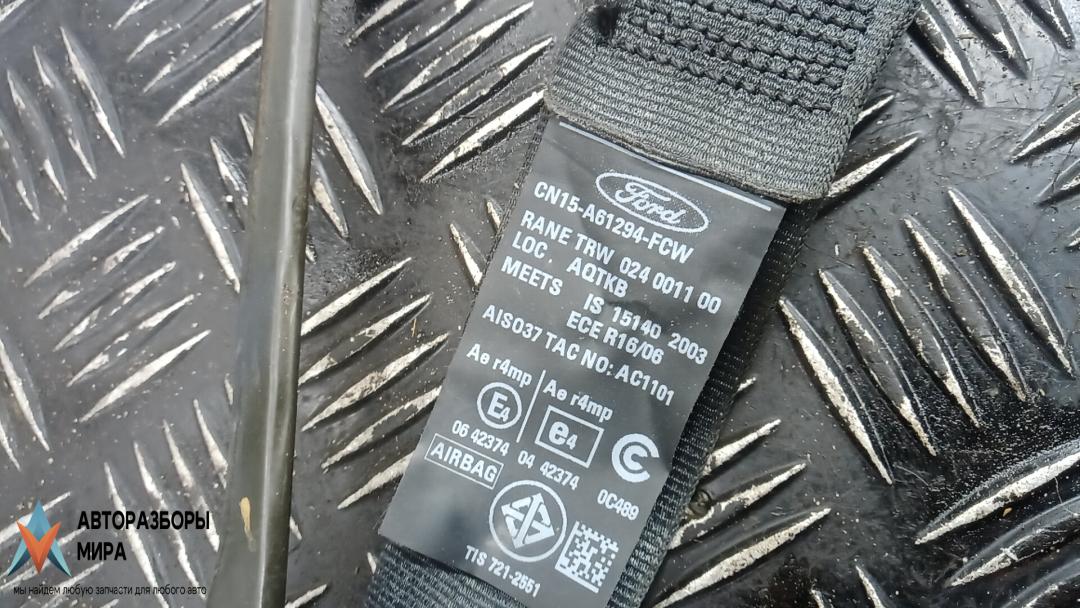 Ford
CN15-A61294-FCW
RANE TRW 024 0011 00
LOC. AQTKB
MEETS IS 15140 2003
ECE R16/06
AIS037 TAC NO: AC1101
Ae r4mp Ae r4mp
E4 e4
06 42374 04 42374 0C489
AIRBAG
TIS 721-2551
АВТОРАЗБОРЫ
МИРА
мы найдем любую запчасти для любого авто